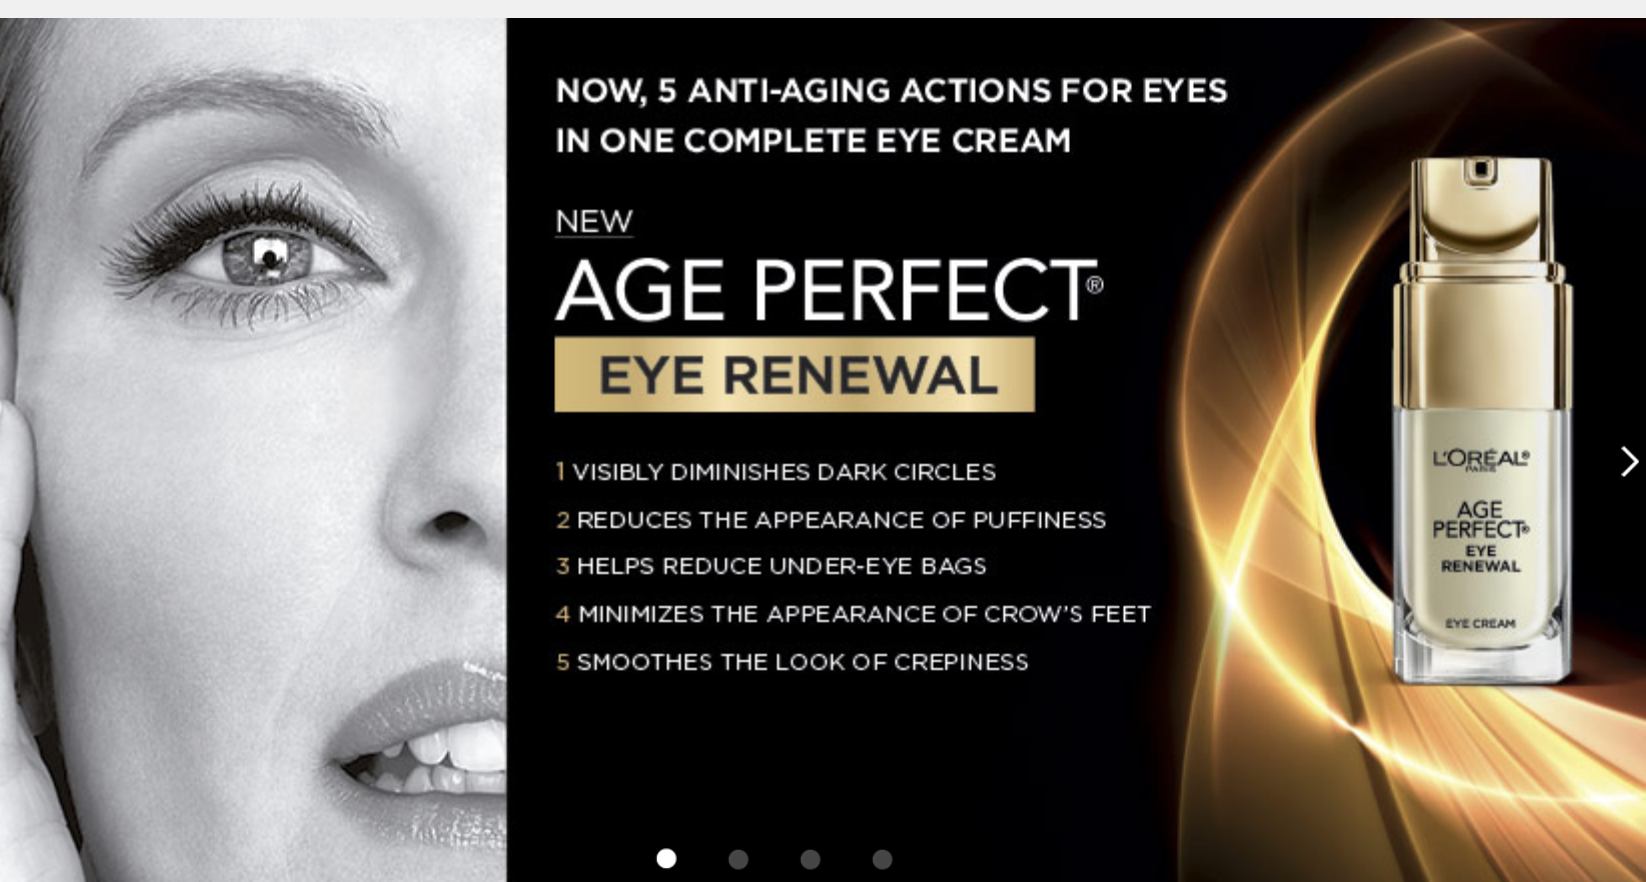 NOW, 5 ANTI-AGING ACTIONS FOR EYES
IN ONE COMPLETE EYE CREAM
NEW
AGE PERFECT®
EYE RENEWAL
1 VISIBLY DIMINISHES DARK CIRCLES
2 REDUCES THE APPEARANCE OF PUFFINESS
3 HELPS REDUCE UNDER-EYE BAGS
4 MINIMIZES THE APPEARANCE OF CROW'S FEET
5 SMOOTHES THE LOOK OF CREPINESS
L'ORÉAL®
PARIS
AGE
PERFECT®
EYE
RENEWAL
EYE CREAM